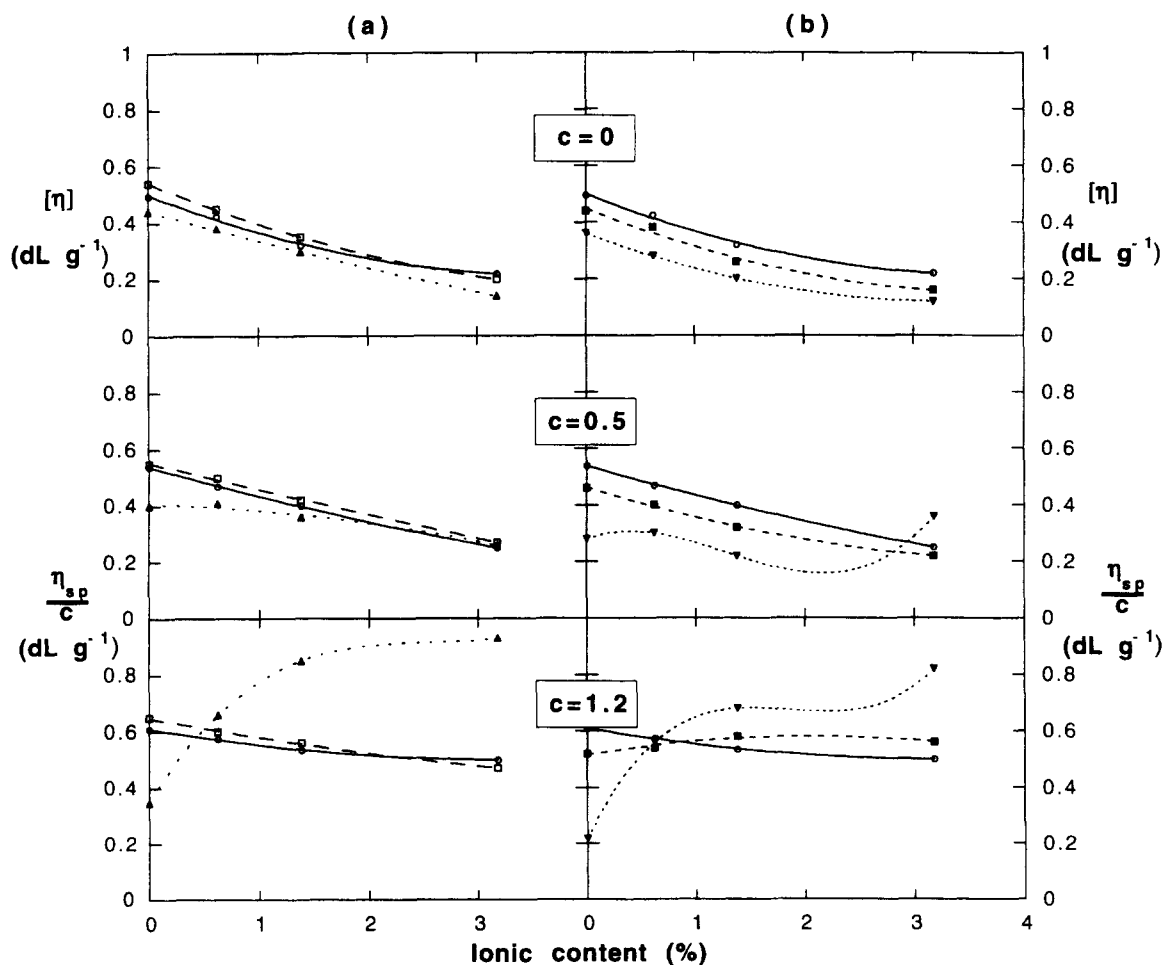 (a) (b)
1 1
0.8 0.8
c = 0
0.6 0.6
[η] [η]
(dL g⁻¹) 0.4 0.4 (dL g⁻¹)
0.2 0.2
0 0
0.8 0.8
c=0.5
0.6 0.6
0.4 0.4
0.2 0.2
ηsp/c ηsp/c
0 0
(dL g⁻¹) (dL g⁻¹)
0.8 0.8
c=1.2
0.6 0.6
0.4 0.4
0.2 0.2
0 0
0 1 2 3 0 1 2 3 4
Ionic content (%)